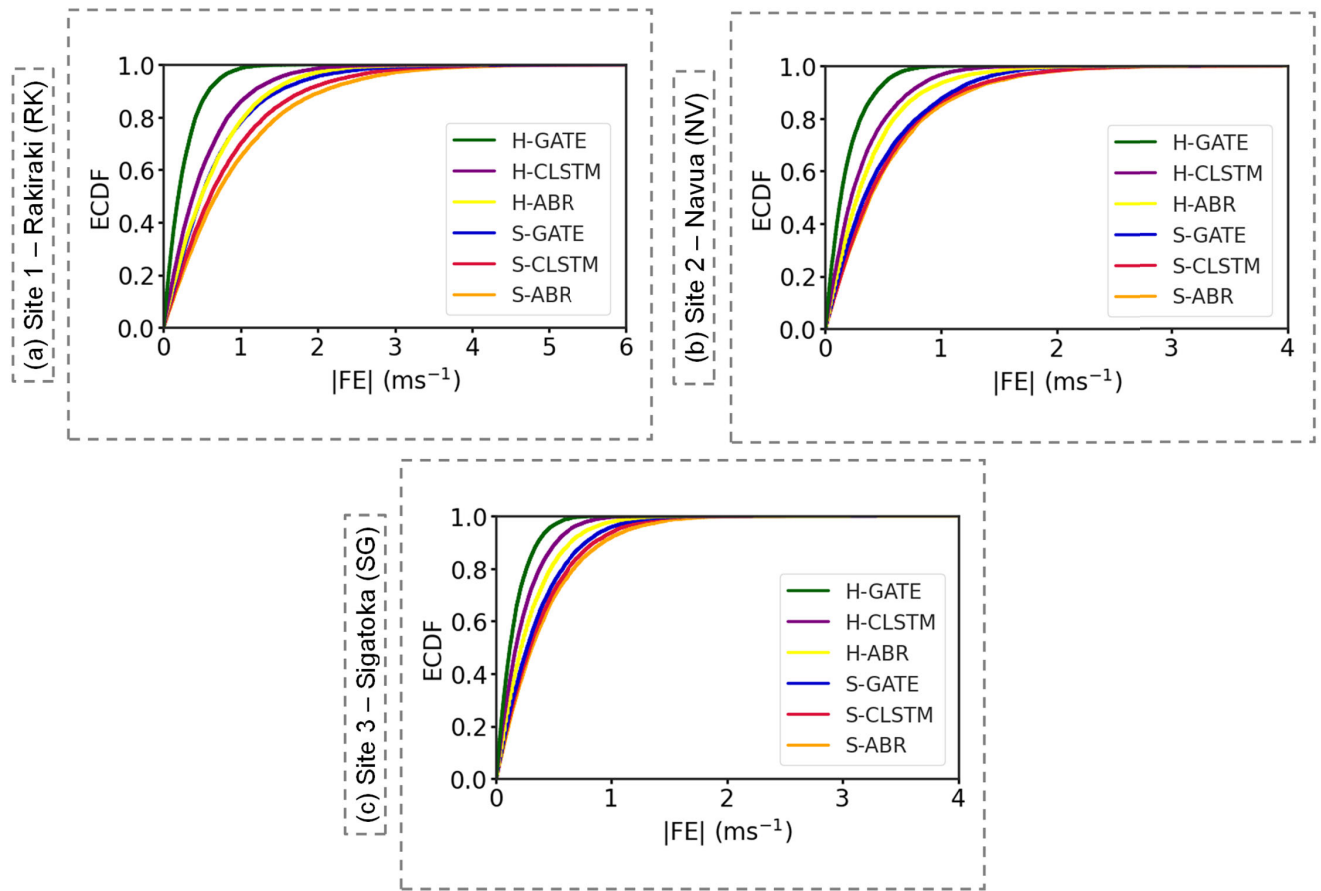 (a) Site 1 – Rakiraki (RK)
ECDF
1.0
0.8
0.6
0.4
0.2
0.0
0 1 2 3 4 5 6
|FE| (ms⁻¹)
H-GATE
H-CLSTM
H-ABR
S-GATE
S-CLSTM
S-ABR
(b) Site 2 – Navua (NV)
ECDF
1.0
0.8
0.6
0.4
0.2
0.0
0 1 2 3 4
|FE| (ms⁻¹)
H-GATE
H-CLSTM
H-ABR
S-GATE
S-CLSTM
S-ABR
(c) Site 3 – Sigatoka (SG)
ECDF
1.0
0.8
0.6
0.4
0.2
0.0
0 1 2 3 4
|FE| (ms⁻¹)
H-GATE
H-CLSTM
H-ABR
S-GATE
S-CLSTM
S-ABR